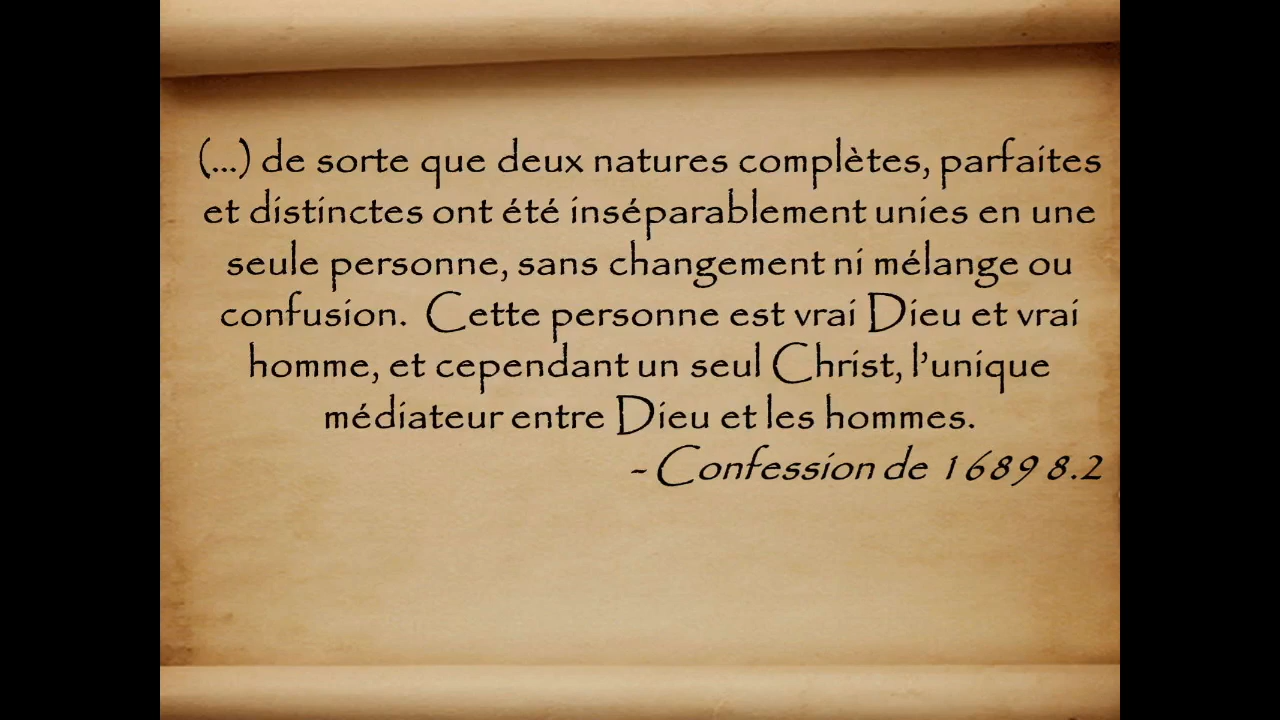 (...) de sorte que deux natures complètes, parfaites
et distinctes ont été inséparablement unies en une
seule personne, sans changement ni mélange ou
confusion.  Cette personne est vrai Dieu et vrai
homme, et cependant un seul Christ, l’unique
médiateur entre Dieu et les hommes.
- Confession de 1689 8.2